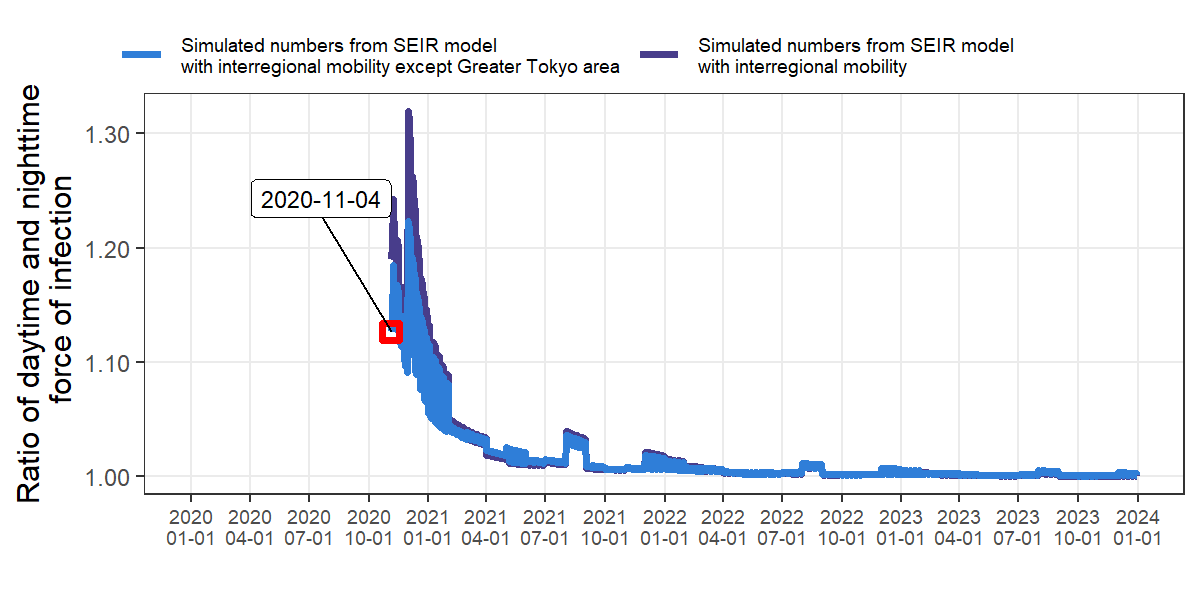 Simulated numbers from SEIR model
with interregional mobility except Greater Tokyo area
Simulated numbers from SEIR model
with interregional mobility
Ratio of daytime and nighttime
force of infection
1.30
1.20
1.10
1.00
2020-11-04
2020 2020 2020 2020 2021 2021 2021 2021 2022 2022 2022 2022 2023 2023 2023 2023 2024
01-01 04-01 07-01 10-01 01-01 04-01 07-01 10-01 01-01 04-01 07-01 10-01 01-01 04-01 07-01 10-01 01-01